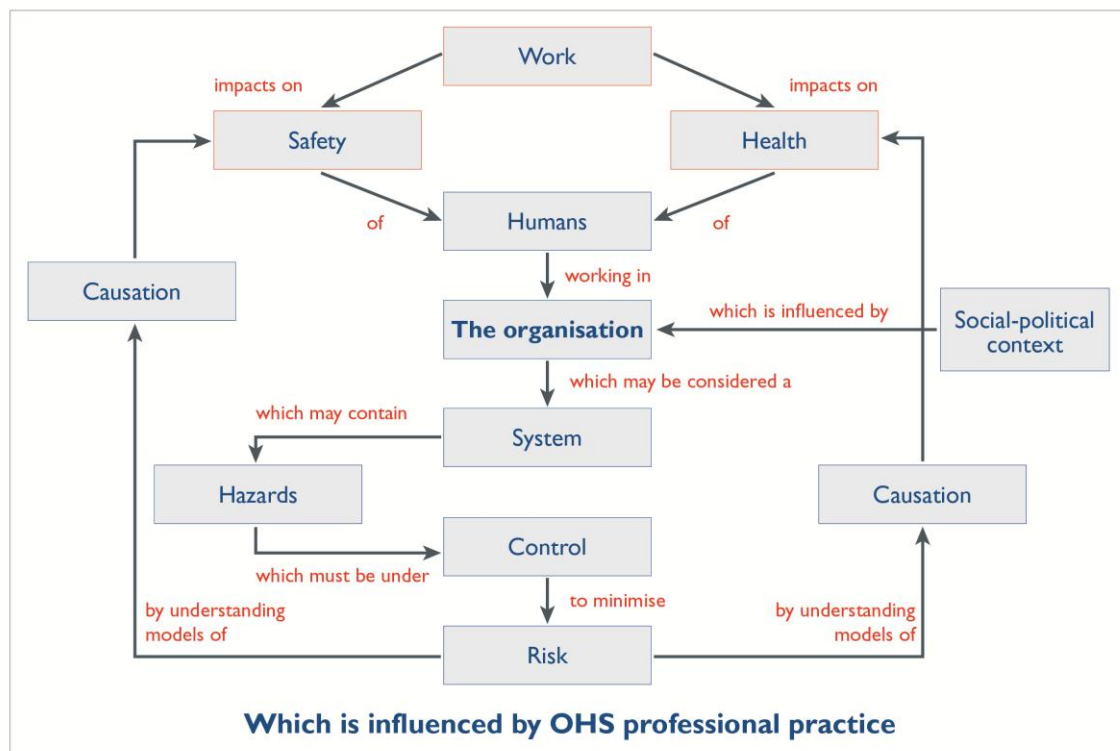 Work
impacts on
impacts on
Safety
Health
of
Humans
of
working in
Causation
The organisation
which is influenced by
Social-political
context
which may be considered a
which may contain
System
Hazards
Causation
Control
which must be under
by understanding
models of
to minimise
by understanding
models of
Risk
Which is influenced by OHS professional practice